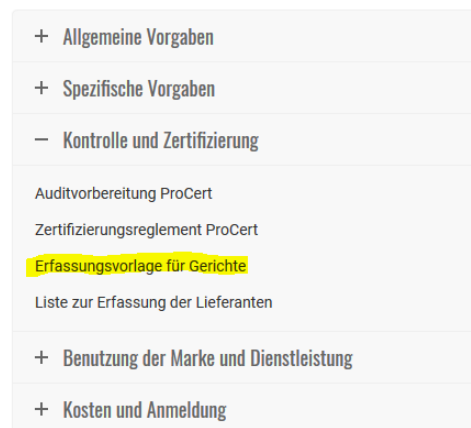 + Allgemeine Vorgaben
+ Spezifische Vorgaben
– Kontrolle und Zertifizierung
Auditvorbereitung ProCert
Zertifizierungsreglement ProCert
Erfassungsvorlage für Gerichte
Liste zur Erfassung der Lieferanten
+ Benutzung der Marke und Dienstleistung
+ Kosten und Anmeldung